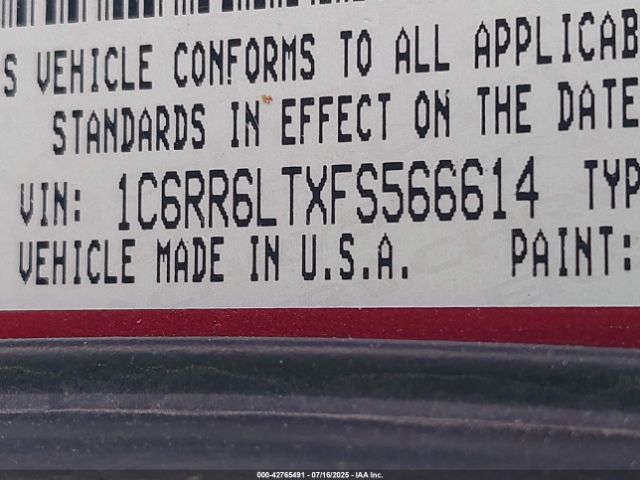 S VEHICLE CONFORMS TO ALL APPLICAB
STANDARDS IN EFFECT ON THE DATE
VIN: 1C6RR6LTXFS566614 TYP
VEHICLE MADE IN U.S.A. PAINT:
000-42765491 - 07/16/2025 - IAA Inc.